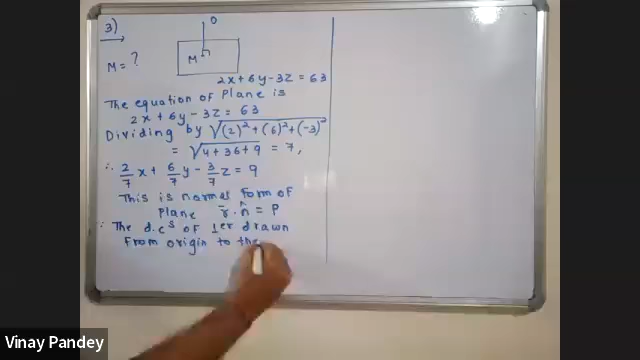 3)
O
M = ?
M
2x+6y-3z = 63
The equation of Plane is
2x+6y-3z = 63
Dividing by √(2)²+(6)²+(-3)²
= √4+36+9 = 7,
∴ 2/7 x + 6/7 y - 3/7 z = 9
This is normal form of
Plane r̄.n̂ = P
∵ The d.cˢ of ⊥er drawn
from origin to the
Vinay Pandey